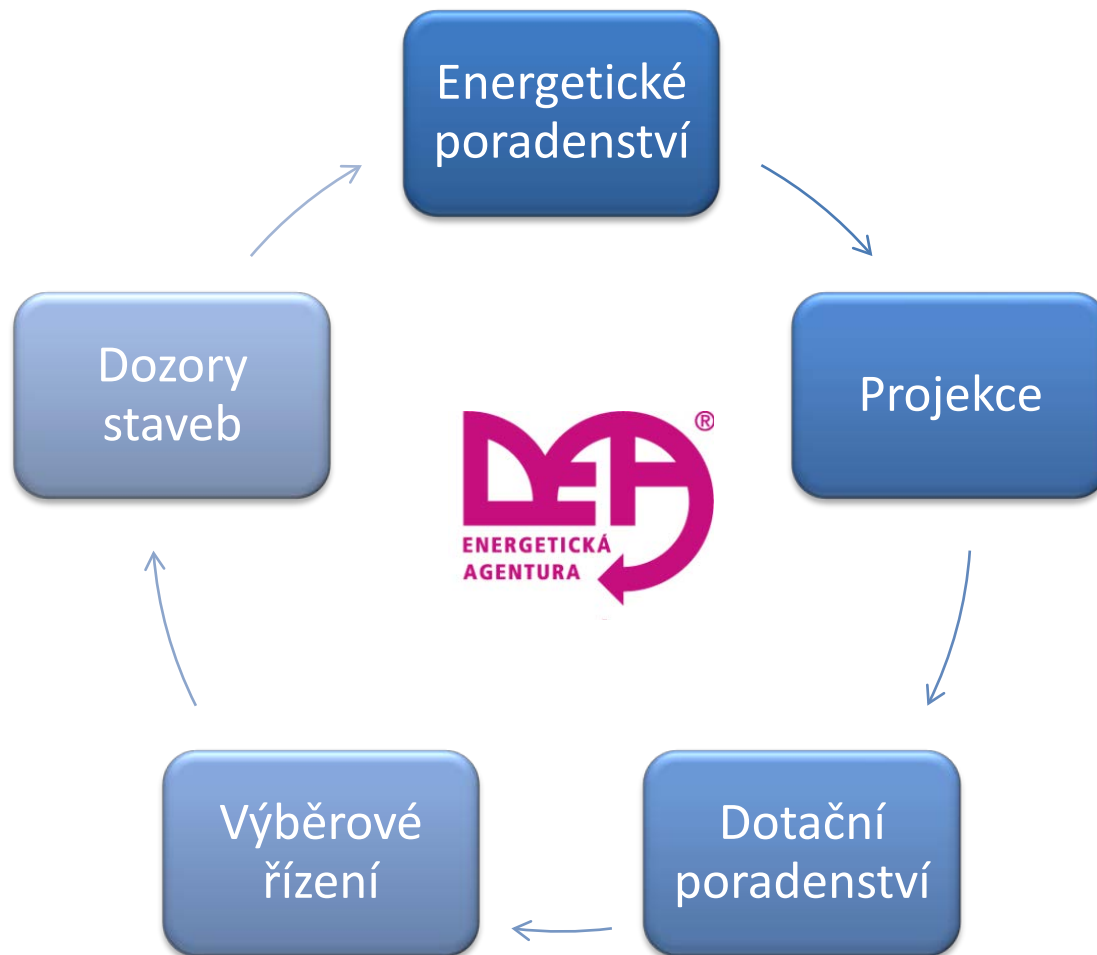 Energetické
poradenství
Projekce
Dotační
poradenství
Výběrové
řízení
Dozory
staveb
DEA®
ENERGETICKÁ
AGENTURA